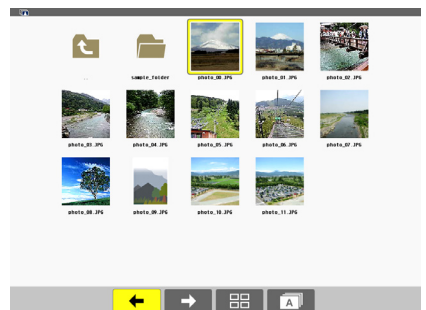 ..
sample_folder
photo_00.JPG
photo_01.JPG
photo_02.JPG
photo_03.JPG
photo_04.JPG
photo_05.JPG
photo_06.JPG
photo_07.JPG
photo_08.JPG
photo_09.JPG
photo_10.JPG
photo_11.JPG
A